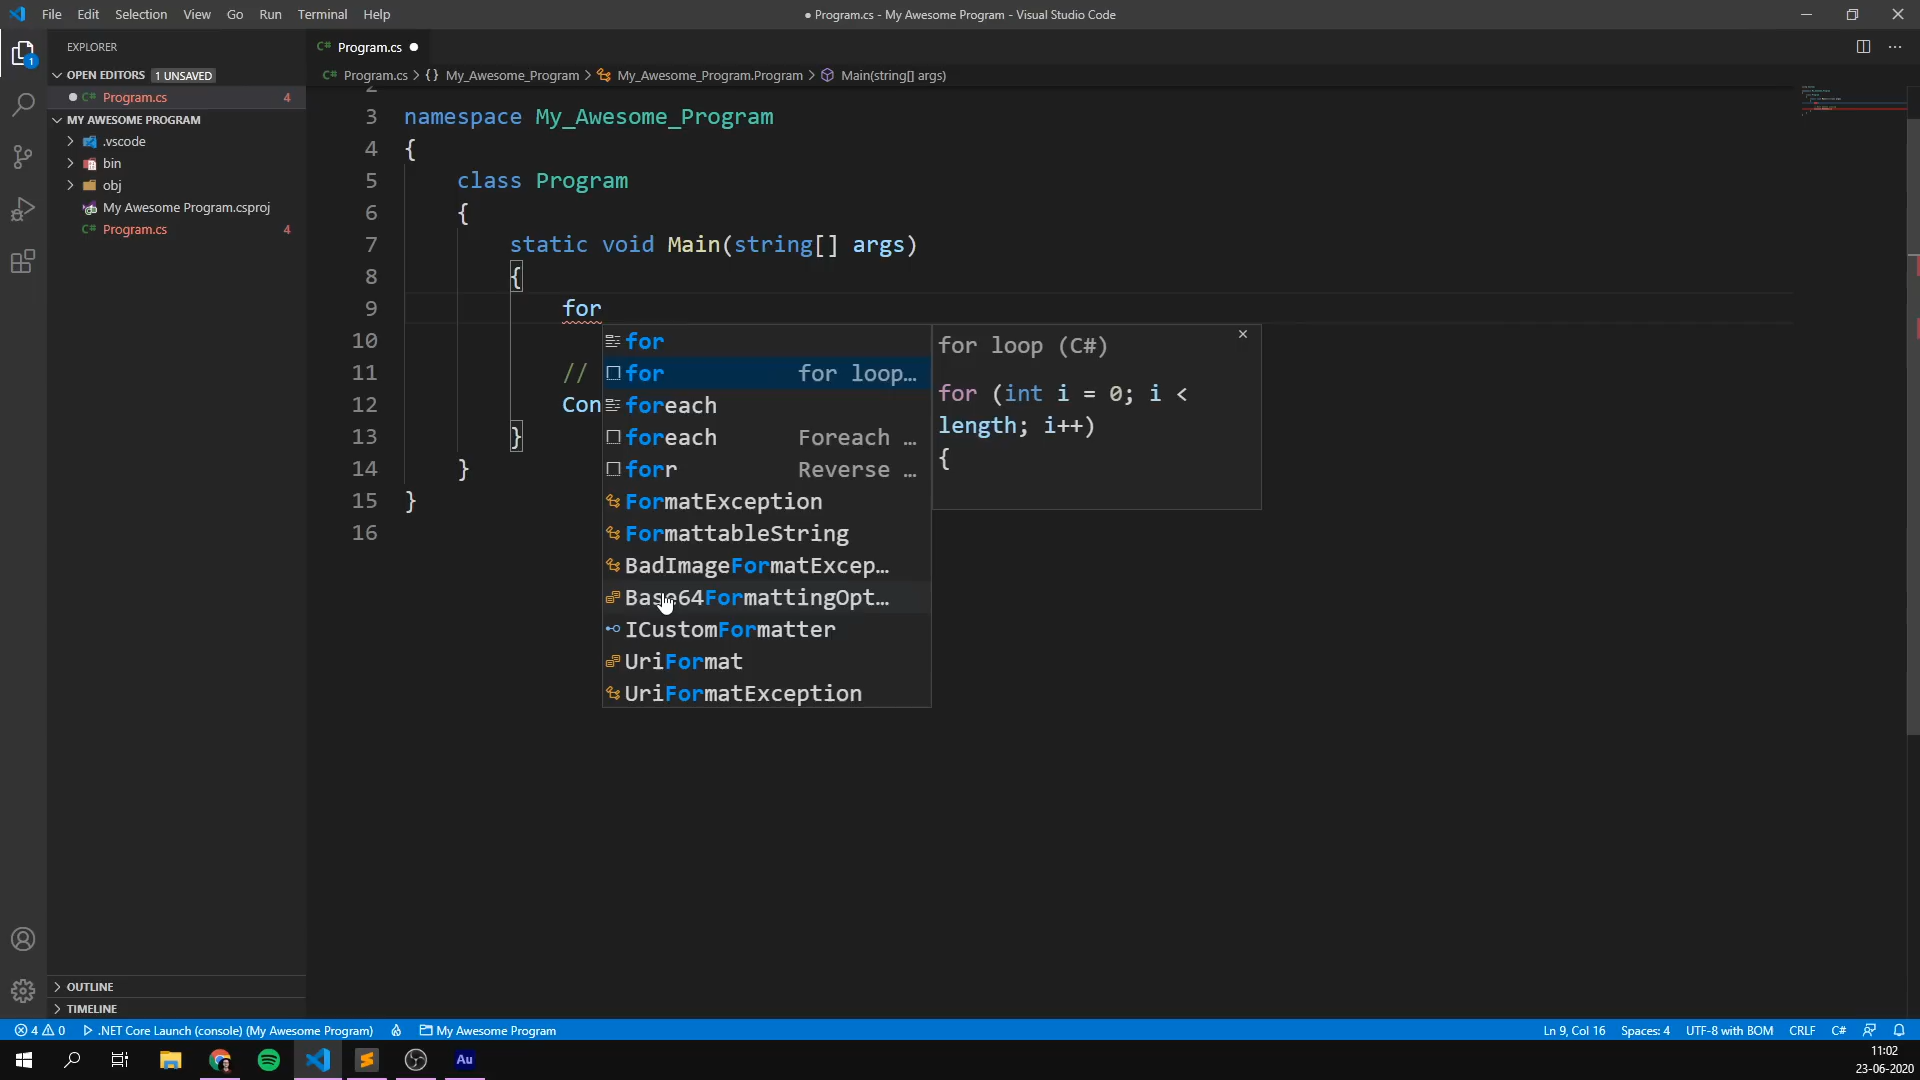 File Edit Selection View Go Run Terminal Help
● Program.cs - My Awesome Program - Visual Studio Code
EXPLORER
OPEN EDITORS 1 UNSAVED
C# Program.cs 4
MY AWESOME PROGRAM
.vscode
bin
obj
My Awesome Program.csproj
C# Program.cs 4
OUTLINE
TIMELINE
C# Program.cs ●
C# Program.cs > {} My_Awesome_Program > My_Awesome_Program.Program > Main(string[] args)
2
3 namespace My_Awesome_Program
4 {
5 class Program
6 {
7 static void Main(string[] args)
8 {
9 for
10
11 //
12 Con
13 }
14 }
15 }
16
for
for for loop…
foreach
foreach Foreach …
forr Reverse …
FormatException
FormattableString
BadImageFormatExcep…
Base64FormattingOpt…
ICustomFormatter
UriFormat
UriFormatException
for loop (C#)
for (int i = 0; i <
length; i++)
{
4 0 .NET Core Launch (console) (My Awesome Program) My Awesome Program
Ln 9, Col 16 Spaces: 4 UTF-8 with BOM CRLF C#
Au
11:02
23-06-2020